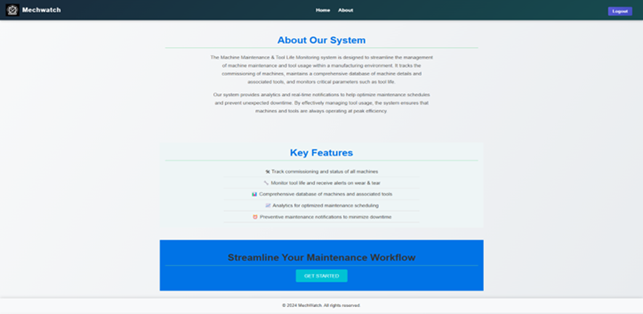 Mechwatch
Home About
Logout
About Our System
The Machine Maintenance & Tool Life Monitoring system is designed to streamline the management
of machine maintenance and tool usage within a manufacturing environment. It tracks the
commissioning of machines, maintains a comprehensive database of machine details and
associated tools, and monitors critical parameters such as tool life.
Our system provides analytics and real-time notifications to help optimize maintenance schedules
and prevent unexpected downtime. By effectively managing tool usage, the system ensures that
machines and tools are always operating at peak efficiency.
Key Features
Track commissioning and status of all machines
Monitor tool life and receive alerts on wear & tear
Comprehensive database of machines and associated tools
Analytics for optimized maintenance scheduling
Preventive maintenance notifications to minimize downtime
Streamline Your Maintenance Workflow
GET STARTED
© 2024 MechWatch. All rights reserved.